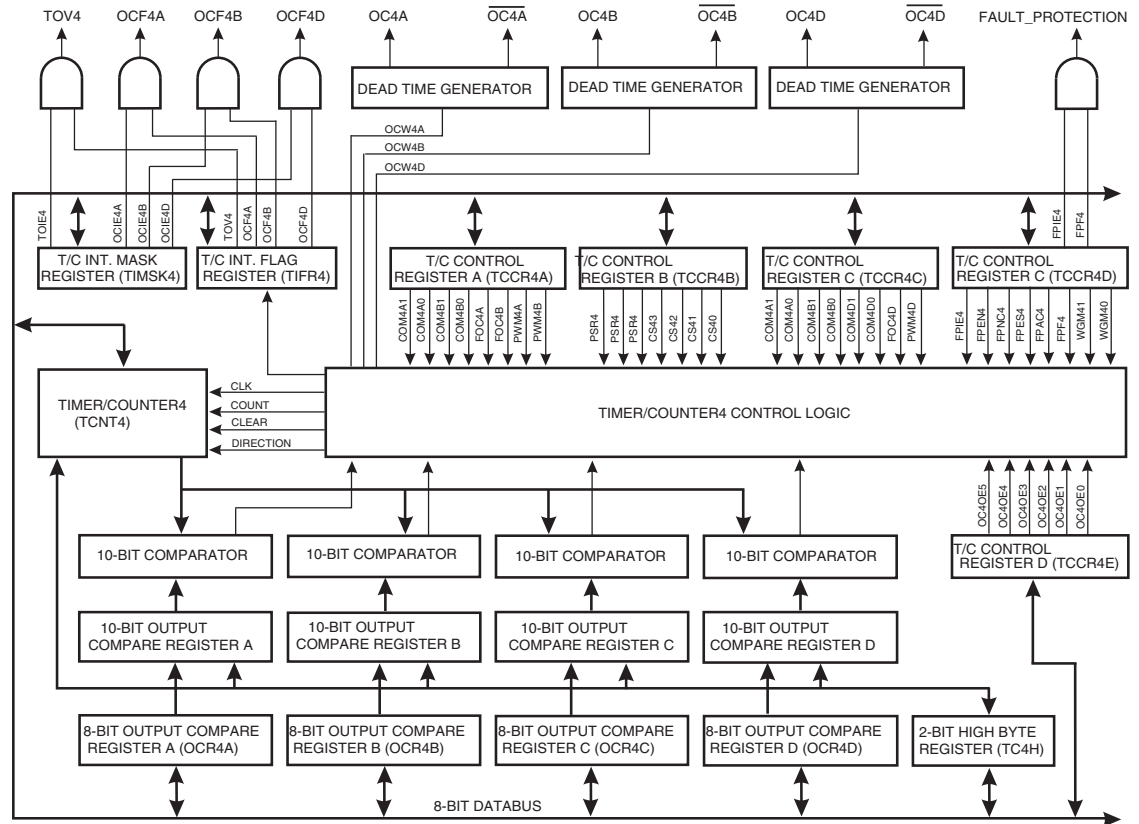 TOV4 OCF4A OCF4B OCF4D OC4A OC4A OC4B OC4B OC4D OC4D FAULT_PROTECTION
DEAD TIME GENERATOR DEAD TIME GENERATOR DEAD TIME GENERATOR
OCW4A
OCW4B
OCW4D
TOIE4 OCIE4A OCIE4B OCIE4D TOV4 OCF4A OCF4B OCF4D FPIE4 FPF4
T/C INT. MASK
REGISTER (TIMSK4)
T/C INT. FLAG
REGISTER (TIFR4)
T/C CONTROL
REGISTER A (TCCR4A)
T/C CONTROL
REGISTER B (TCCR4B)
T/C CONTROL
REGISTER C (TCCR4C)
T/C CONTROL
REGISTER C (TCCR4D)
COM4A1 COM4A0 COM4B1 COM4B0 FOC4A FOC4B PWM4A PWM4B
PSR4 PSR4 PSR4 CS43 CS42 CS41 CS40
COM4A1 COM4A0 COM4B1 COM4B0 COM4D1 COM4D0 FOC4D PWM4D
FPIE4 FPEN4 FPNC4 FPES4 FPAC4 FPF4 WGM41 WGM40
TIMER/COUNTER4
(TCNT4)
CLK
COUNT
CLEAR
DIRECTION
TIMER/COUNTER4 CONTROL LOGIC
OC4OE5 OC4OE4 OC4OE3 OC4OE2 OC4OE1 OC4OE0
10-BIT COMPARATOR 10-BIT COMPARATOR 10-BIT COMPARATOR 10-BIT COMPARATOR
T/C CONTROL
REGISTER D (TCCR4E)
10-BIT OUTPUT
COMPARE REGISTER A
10-BIT OUTPUT
COMPARE REGISTER B
10-BIT OUTPUT
COMPARE REGISTER C
10-BIT OUTPUT
COMPARE REGISTER D
8-BIT OUTPUT COMPARE
REGISTER A (OCR4A)
8-BIT OUTPUT COMPARE
REGISTER B (OCR4B)
8-BIT OUTPUT COMPARE
REGISTER C (OCR4C)
8-BIT OUTPUT COMPARE
REGISTER D (OCR4D)
2-BIT HIGH BYTE
REGISTER (TC4H)
8-BIT DATABUS